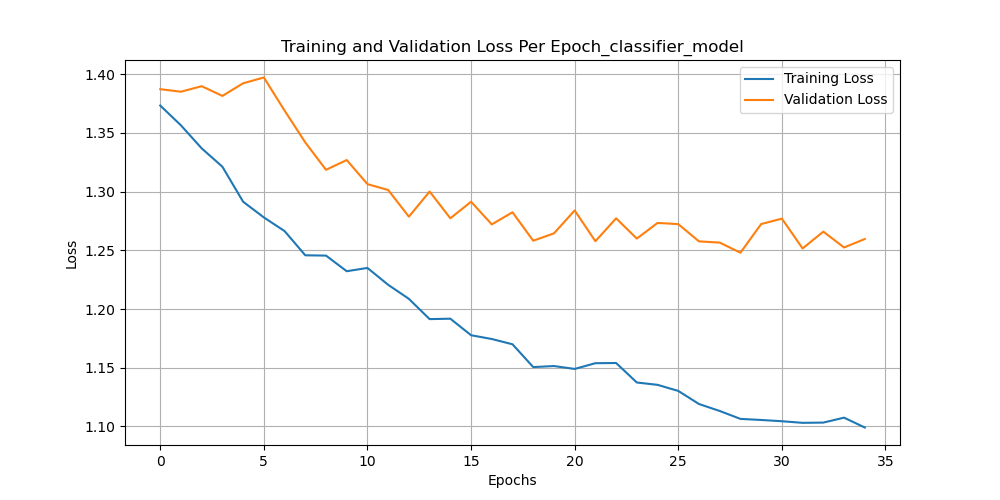 Training and Validation Loss Per Epoch_classifier_model
Training Loss
Validation Loss
1.40
1.35
1.30
1.25
1.20
1.15
1.10
Loss
0 5 10 15 20 25 30 35
Epochs